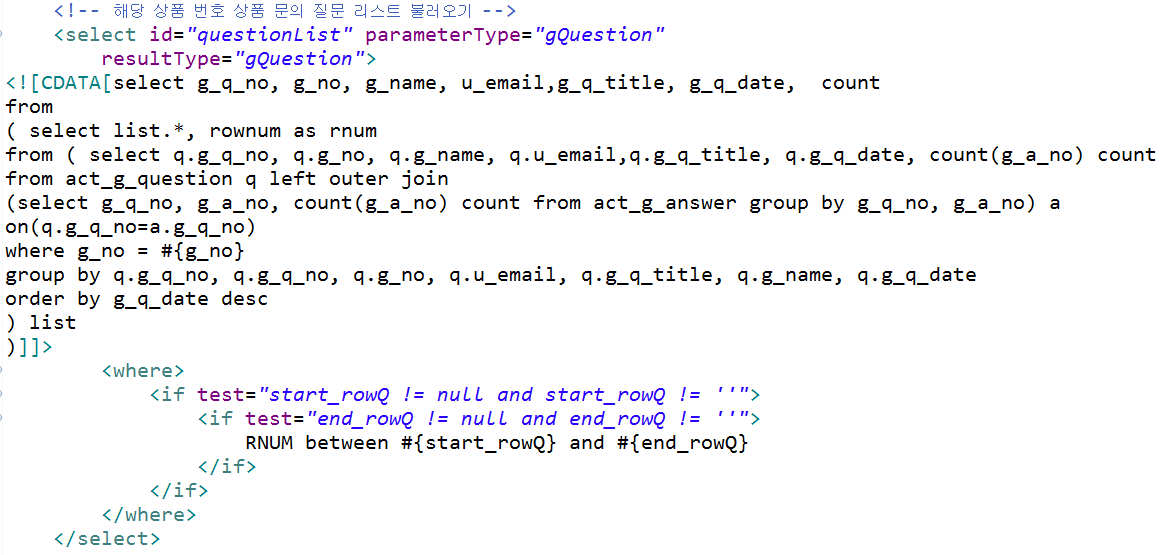 <!-- 해당 상품 번호 상품 문의 질문 리스트 불러오기 -->
<select id="questionList" parameterType="gQuestion"
resultType="gQuestion">
<![CDATA[select g_q_no, g_no, g_name, u_email,g_q_title, g_q_date,  count
from
( select list.*, rownum as rnum
from ( select q.g_q_no, q.g_no, q.g_name, q.u_email,q.g_q_title, q.g_q_date, count(g_a_no) count
from act_g_question q left outer join
(select g_q_no, g_a_no, count(g_a_no) count from act_g_answer group by g_q_no, g_a_no) a
on(q.g_q_no=a.g_q_no)
where g_no = #{g_no}
group by q.g_q_no, q.g_q_no, q.g_no, q.u_email, q.g_q_title, q.g_name, q.g_q_date
order by g_q_date desc
) list
)]]>
<where>
<if test="start_rowQ != null and start_rowQ != ''">
<if test="end_rowQ != null and end_rowQ != ''">
RNUM between #{start_rowQ} and #{end_rowQ}
</if>
</if>
</where>
</select>